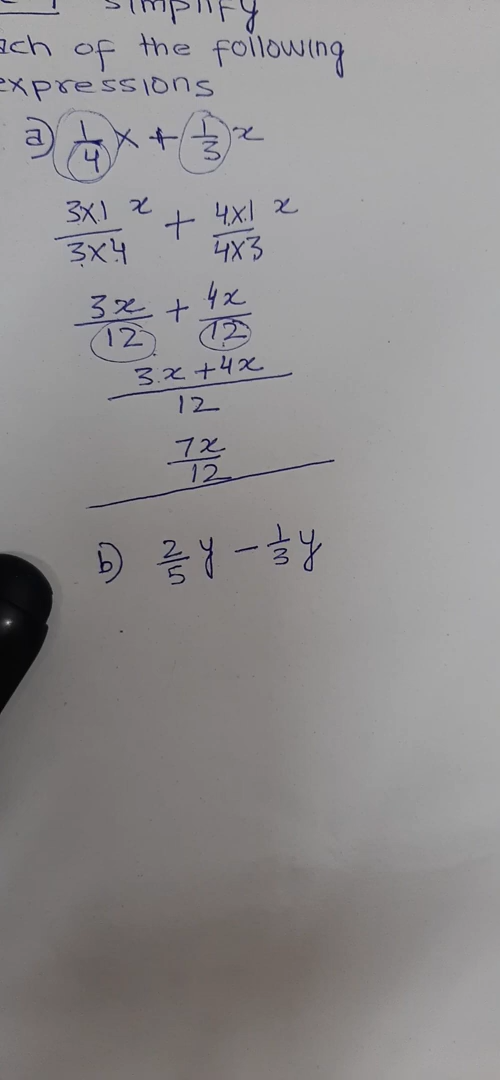 simplify
ach of the following
expressions
a) 1/4 x + 1/3 x
3×1/3×4 x + 4×1/4×3 x
3x/12 + 4x/12
3x+4x/12
7x/12
b) 2/5 y - 1/3 y